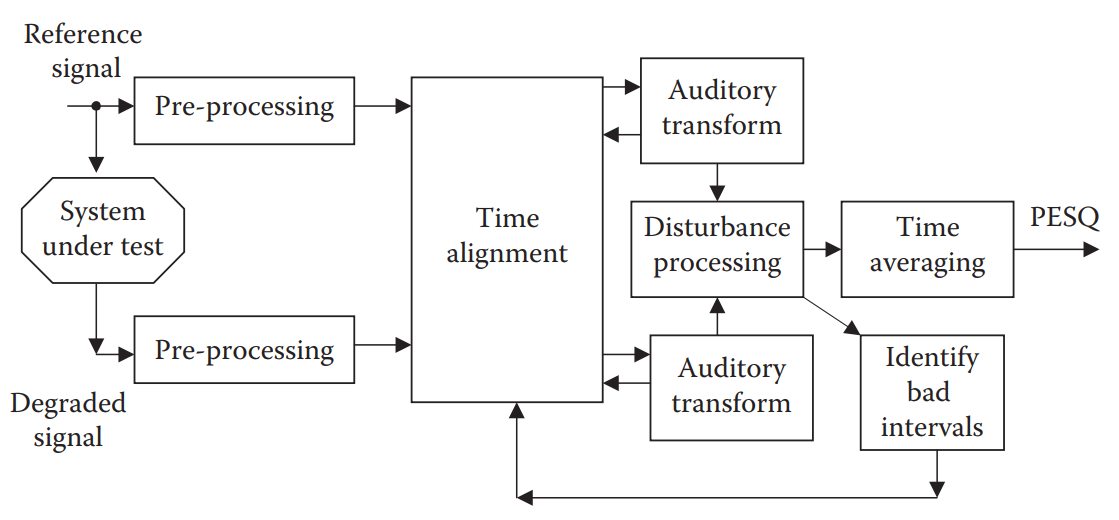 Reference
signal
Pre-processing
System
under test
Pre-processing
Degraded
signal
Time
alignment
Auditory
transform
Disturbance
processing
Time
averaging
PESQ
Auditory
transform
Identify
bad
intervals